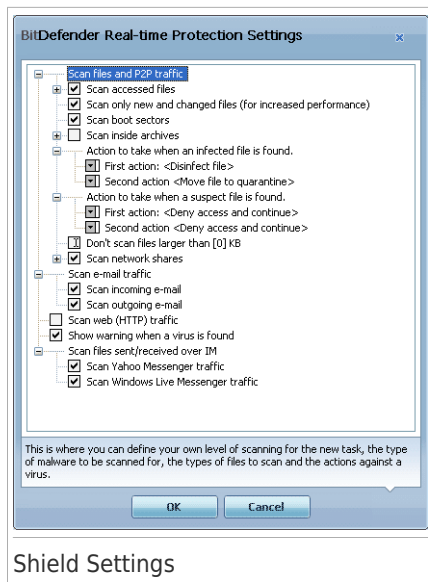 BitDefender Real-time Protection Settings
Scan files and P2P traffic
Scan accessed files
Scan only new and changed files (for increased performance)
Scan boot sectors
Scan inside archives
Action to take when an infected file is found.
First action: <Disinfect file>
Second action <Move file to quarantine>
Action to take when a suspect file is found.
First action: <Deny access and continue>
Second action <Deny access and continue>
Don't scan files larger than [0] KB
Scan network shares
Scan e-mail traffic
Scan incoming e-mail
Scan outgoing e-mail
Scan web (HTTP) traffic
Show warning when a virus is found
Scan files sent/received over IM
Scan Yahoo Messenger traffic
Scan Windows Live Messenger traffic
This is where you can define your own level of scanning for the new task, the type
of malware to be scanned for, the types of files to scan and the actions against a
virus.
OK Cancel
Shield Settings